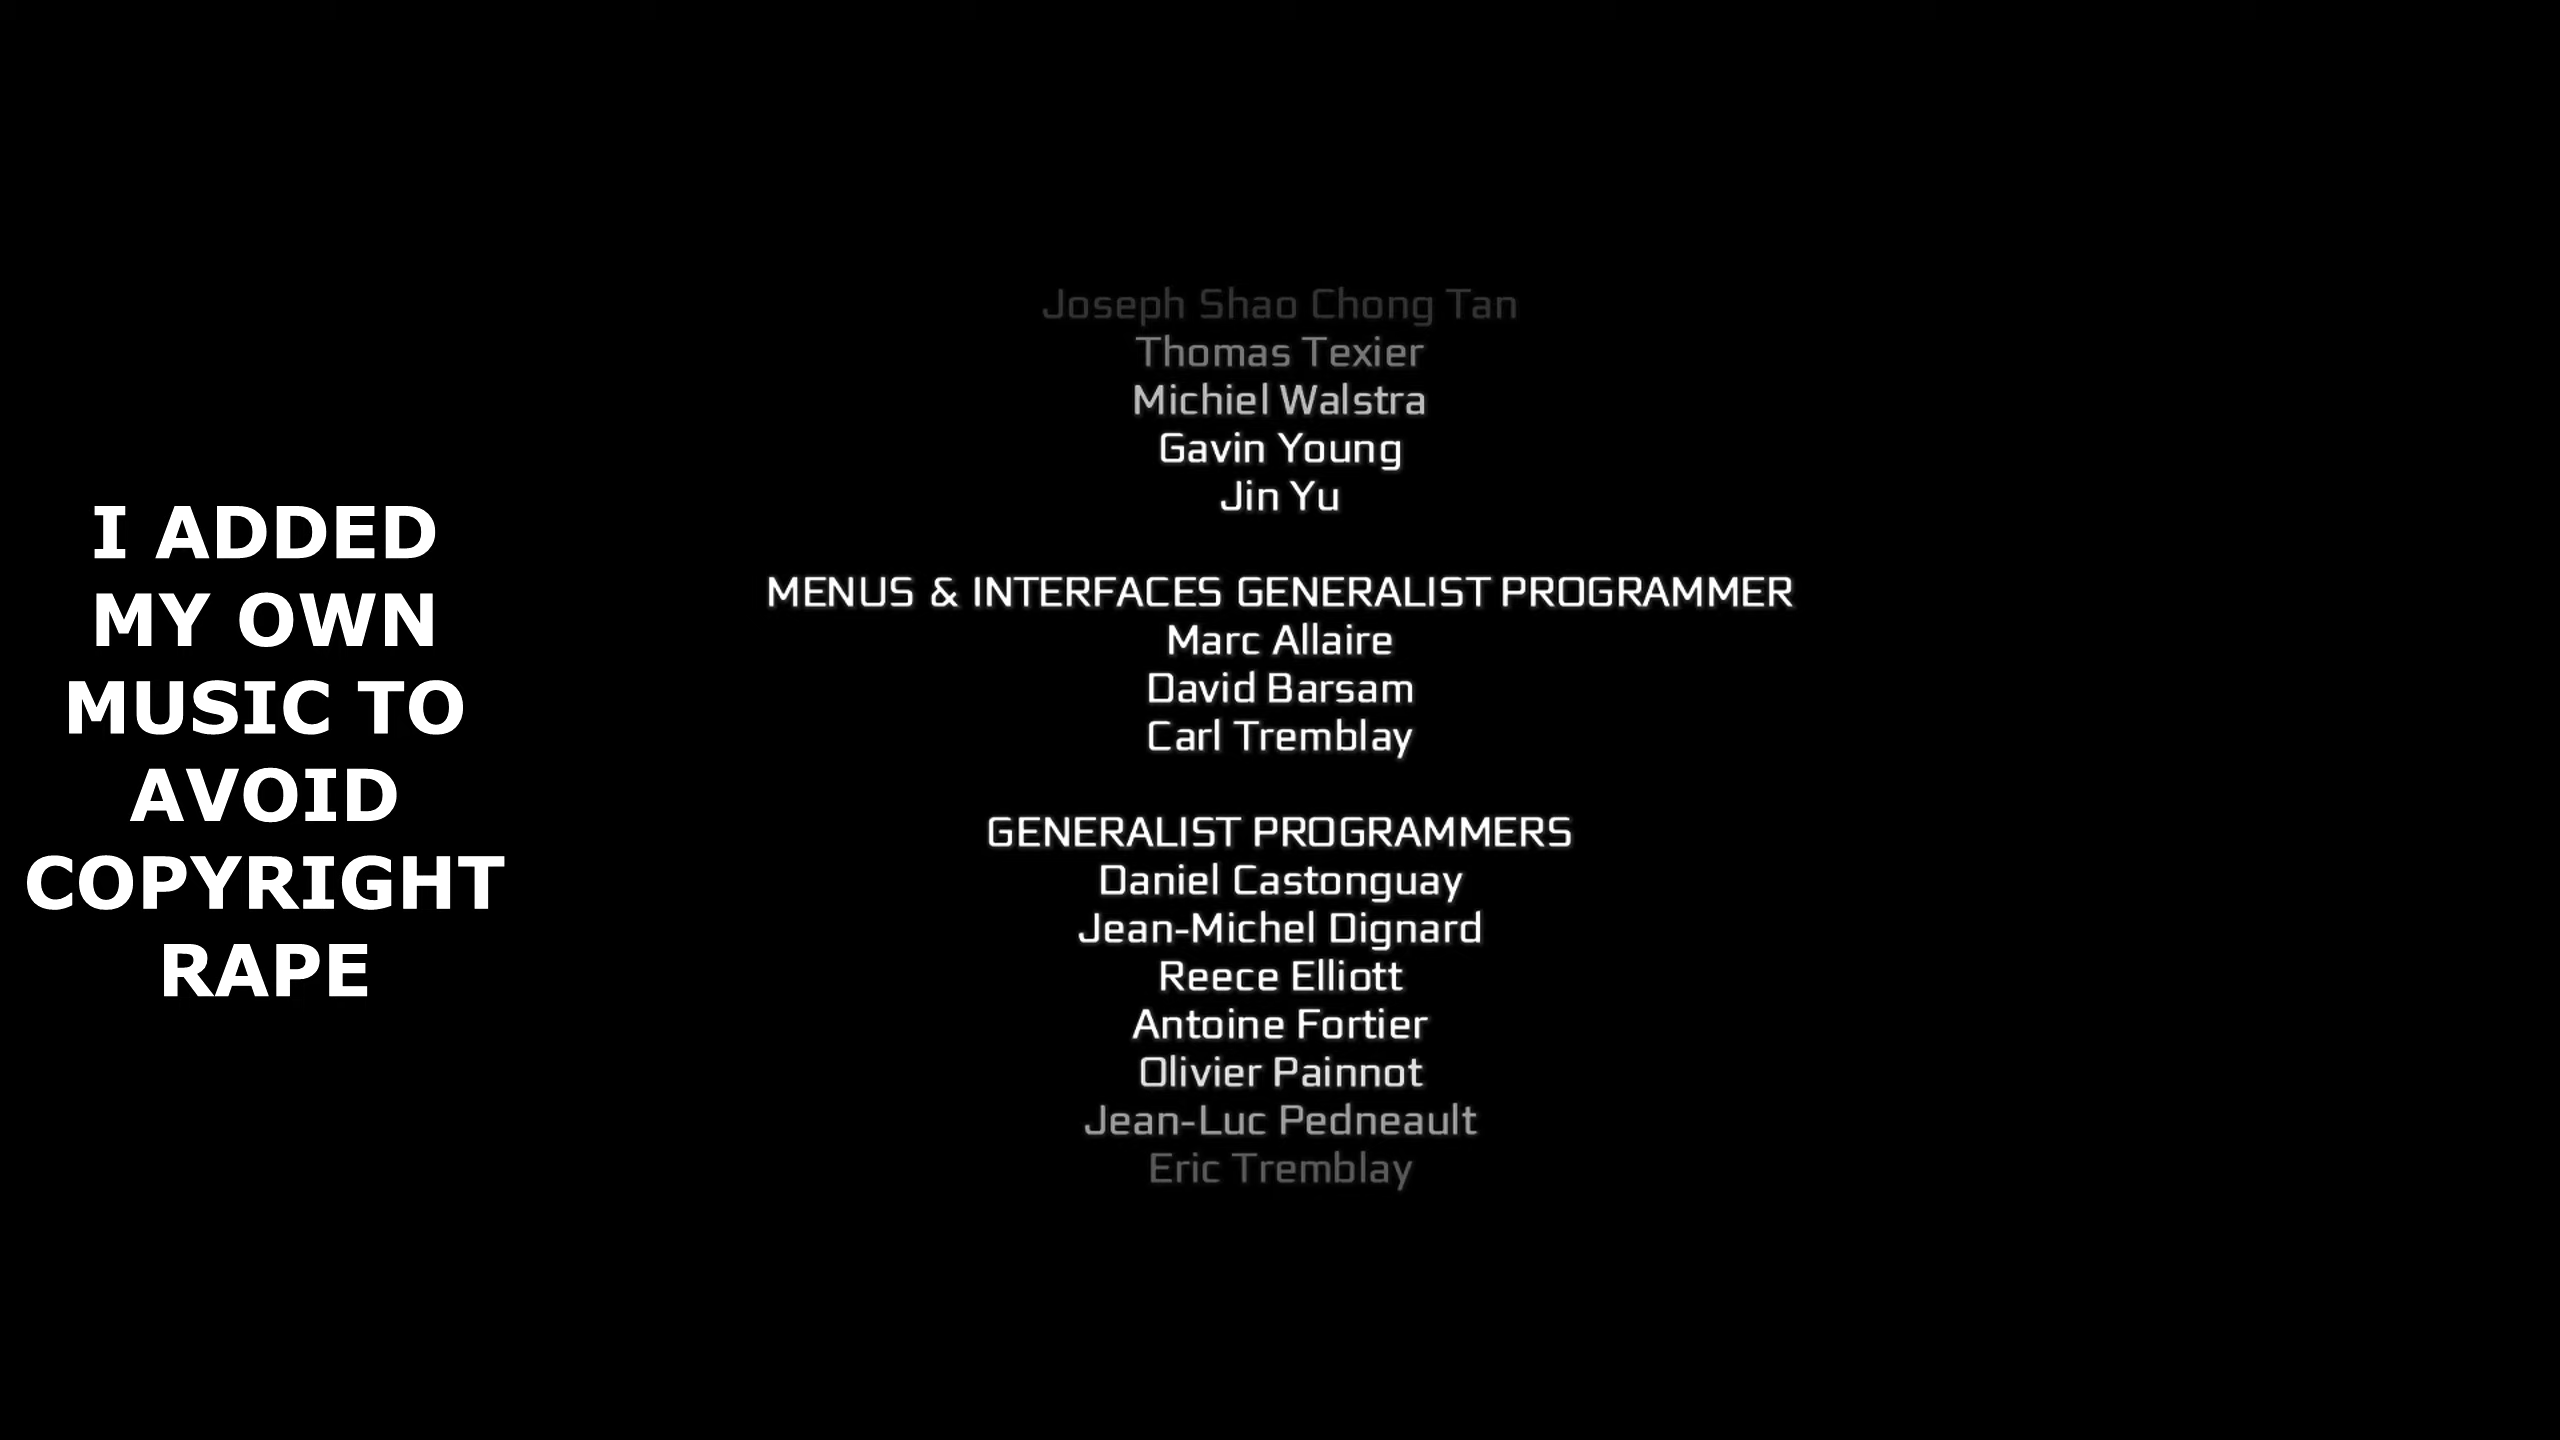 I ADDED
MY OWN
MUSIC TO
AVOID
COPYRIGHT
RAPE
Joseph Shao Chong Tan
Thomas Texier
Michiel Walstra
Gavin Young
Jin Yu
MENUS & INTERFACES GENERALIST PROGRAMMER
Marc Allaire
David Barsam
Carl Tremblay
GENERALIST PROGRAMMERS
Daniel Castonguay
Jean-Michel Dignard
Reece Elliott
Antoine Fortier
Olivier Painnot
Jean-Luc Pedneault
Eric Tremblay